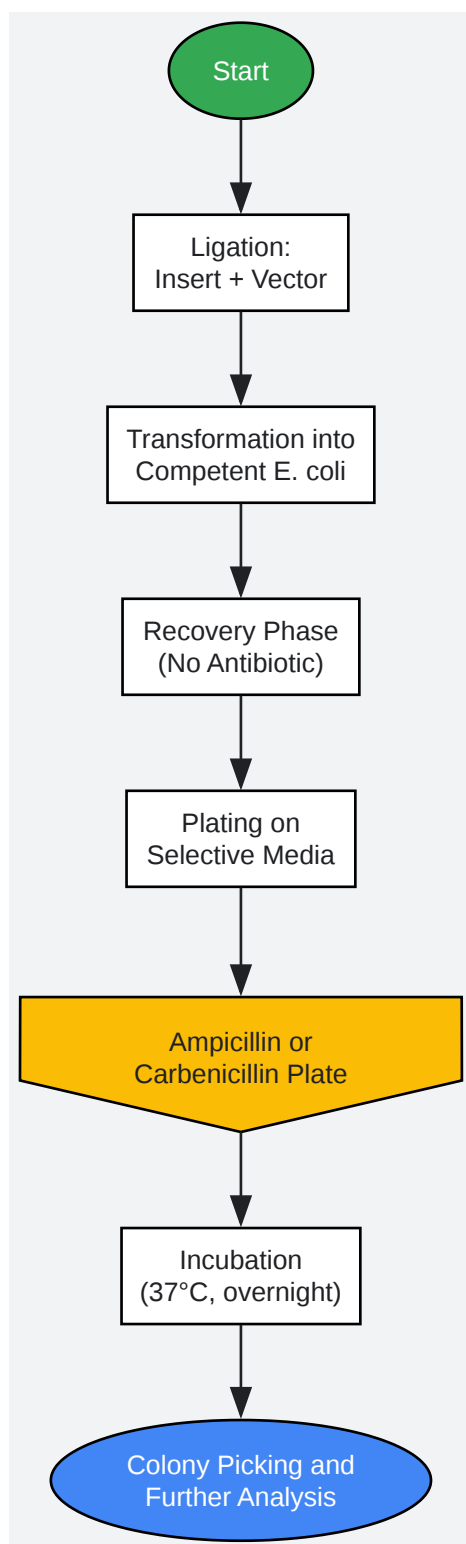 Start
Ligation:
Insert + Vector
Transformation into
Competent E. coli
Recovery Phase
(No Antibiotic)
Plating on
Selective Media
Ampicillin or
Carbenicillin Plate
Incubation
(37°C, overnight)
Colony Picking and
Further Analysis